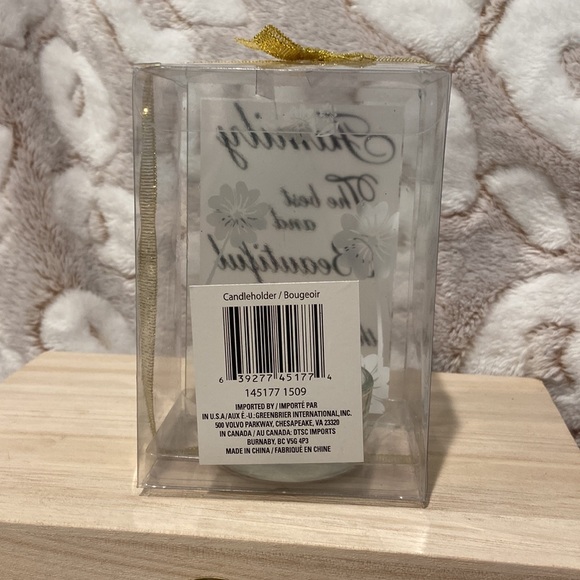 Family
The best
and
Beautiful
Candleholder / Bougeoir
6 39277 45177 4
145177 1509
IMPORTED BY / IMPORTÉ PAR
IN U.S.A/AUX É.-U.:GREENBRIER INTERNATIONAL,INC.
500 VOLVO PARKWAY, CHESAPEAKE, VA 23320
IN CANADA / AU CANADA: DTSC IMPORTS
BURNABY, BC V5G 4P3
MADE IN CHINA / FABRIQUÉ EN CHINE